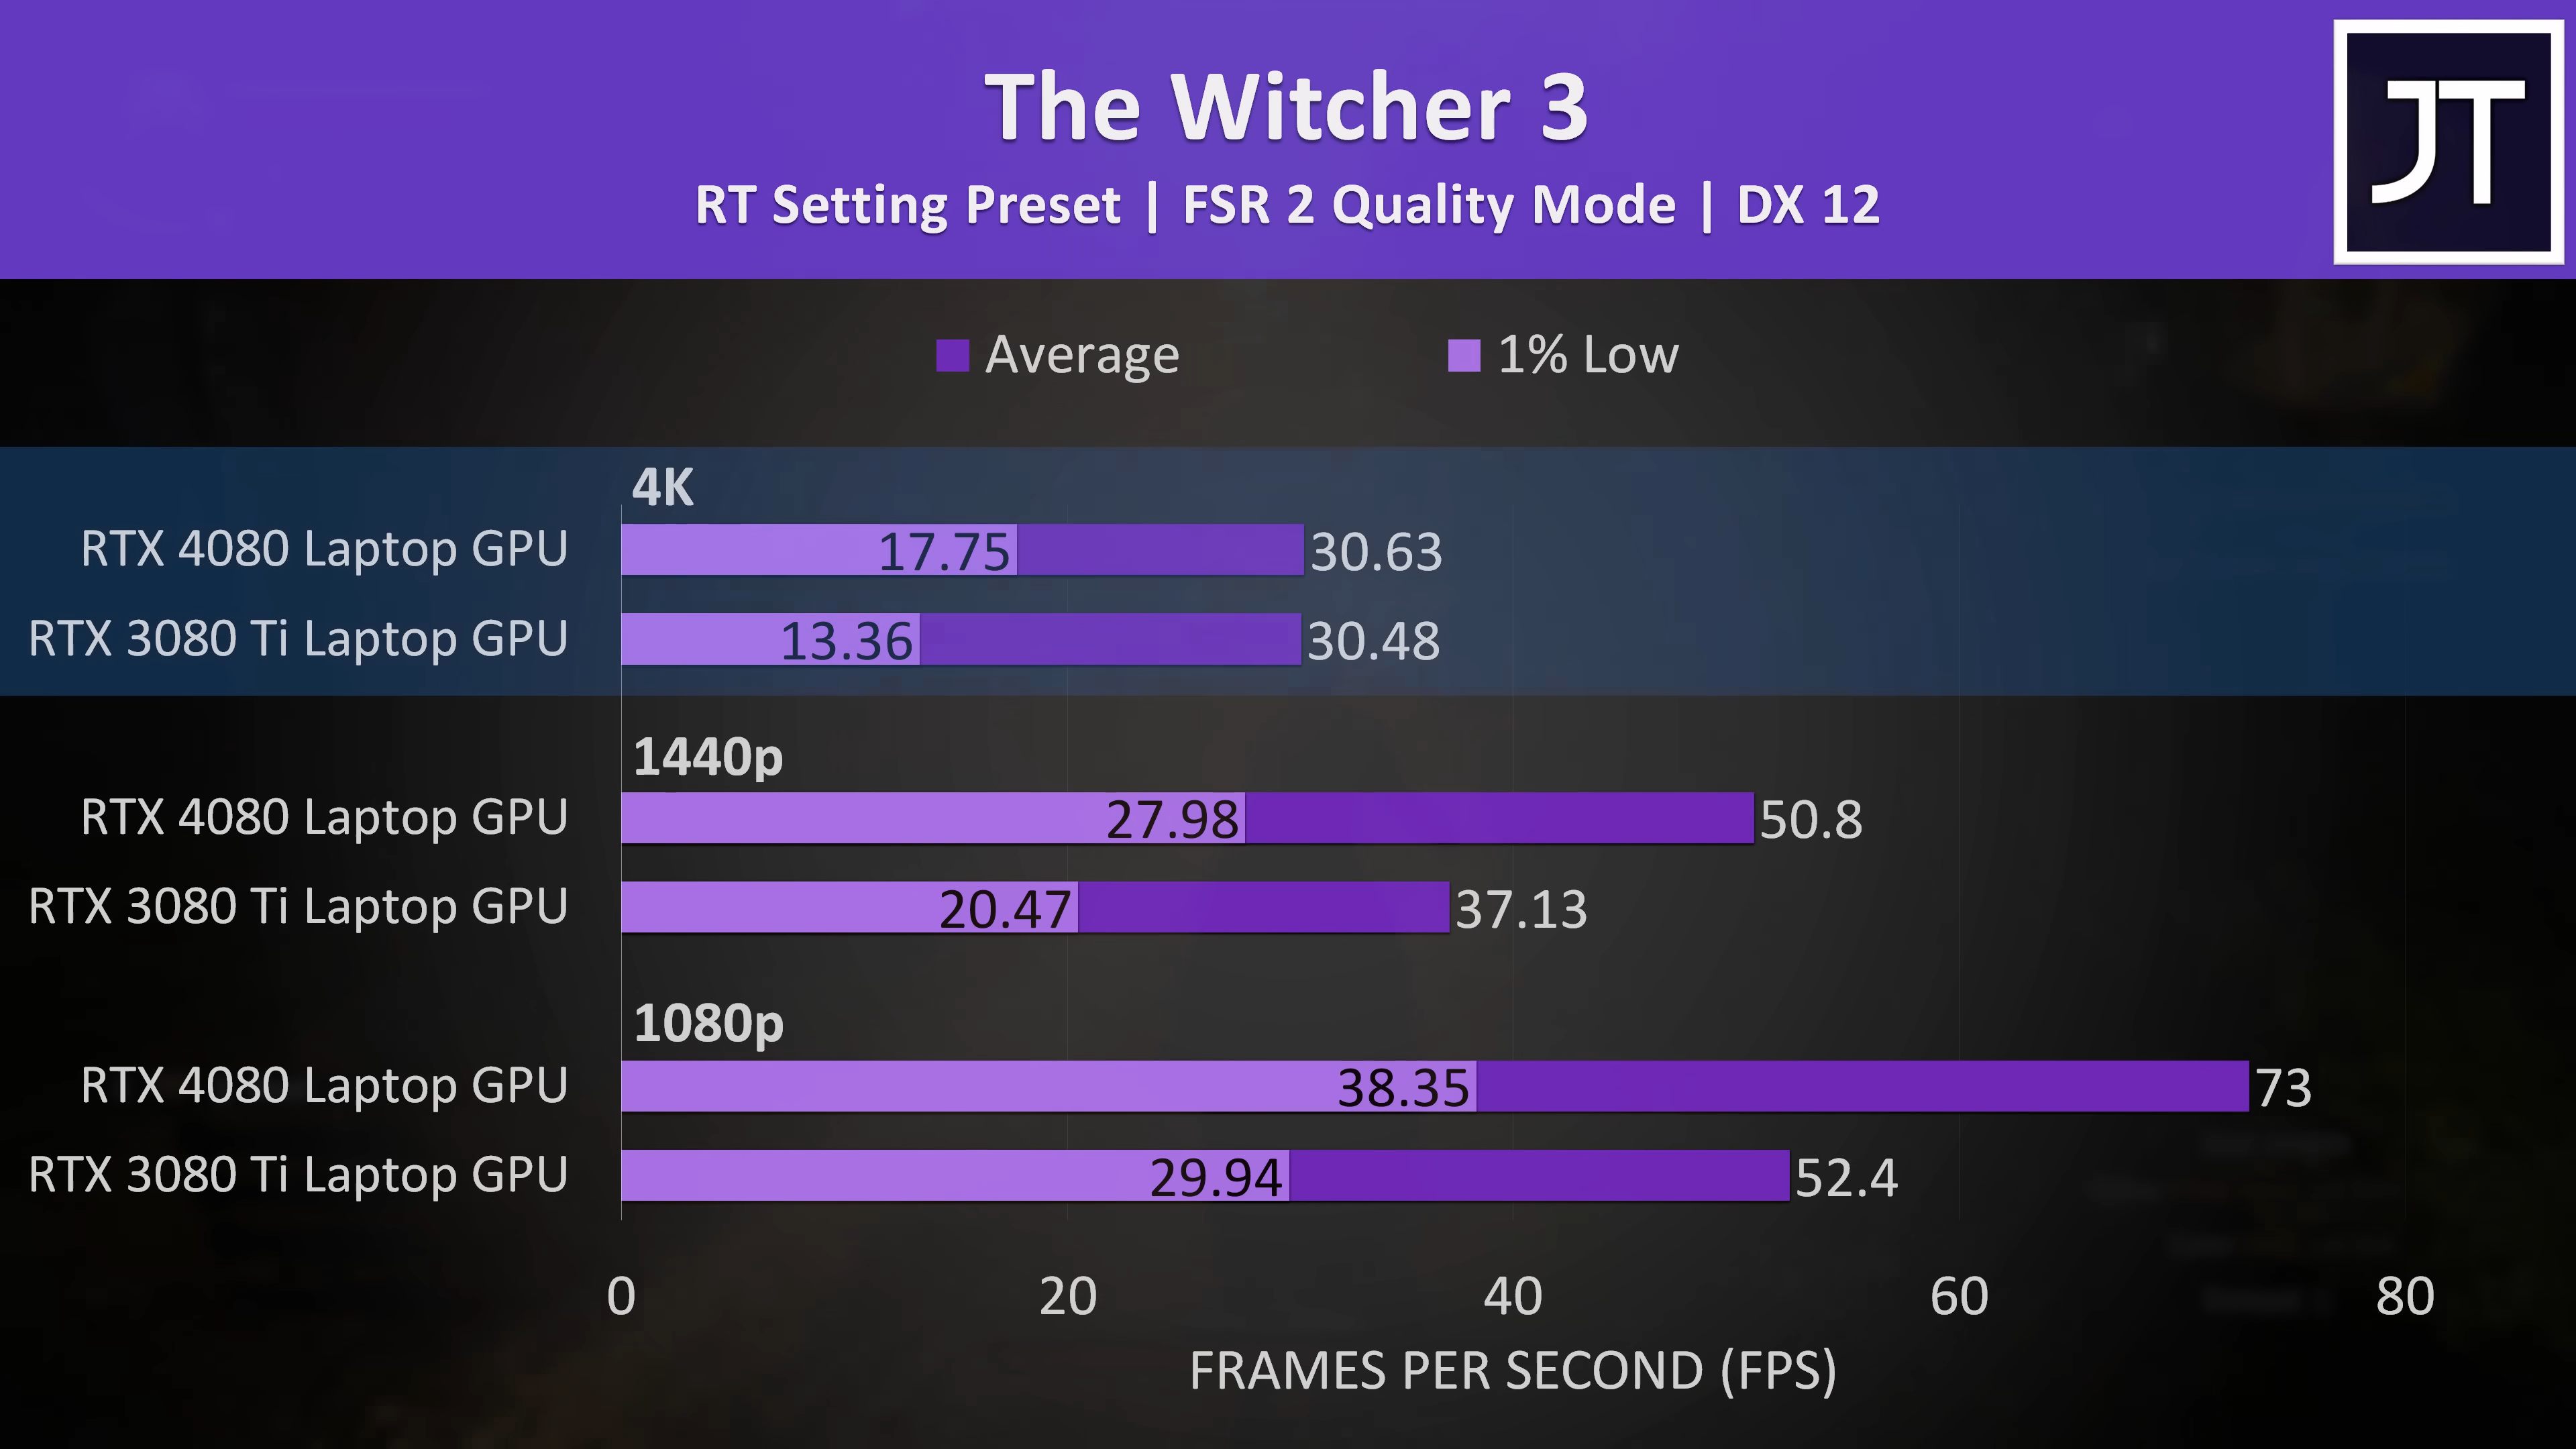 The Witcher 3
RT Setting Preset | FSR 2 Quality Mode | DX 12
JT
Average
1% Low
4K
RTX 4080 Laptop GPU
17.75
30.63
RTX 3080 Ti Laptop GPU
13.36
30.48
1440p
RTX 4080 Laptop GPU
27.98
50.8
RTX 3080 Ti Laptop GPU
20.47
37.13
1080p
RTX 4080 Laptop GPU
38.35
73
RTX 3080 Ti Laptop GPU
29.94
52.4
0
20
40
60
80
FRAMES PER SECOND (FPS)